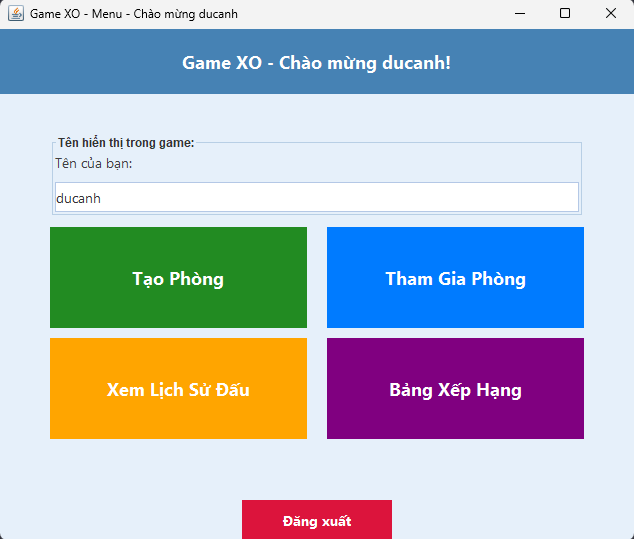 Game XO - Menu - Chào mừng ducanh
Game XO - Chào mừng ducanh!
Tên hiển thị trong game:
Tên của bạn:
ducanh
Tạo Phòng
Tham Gia Phòng
Xem Lịch Sử Đấu
Bảng Xếp Hạng
Đăng xuất